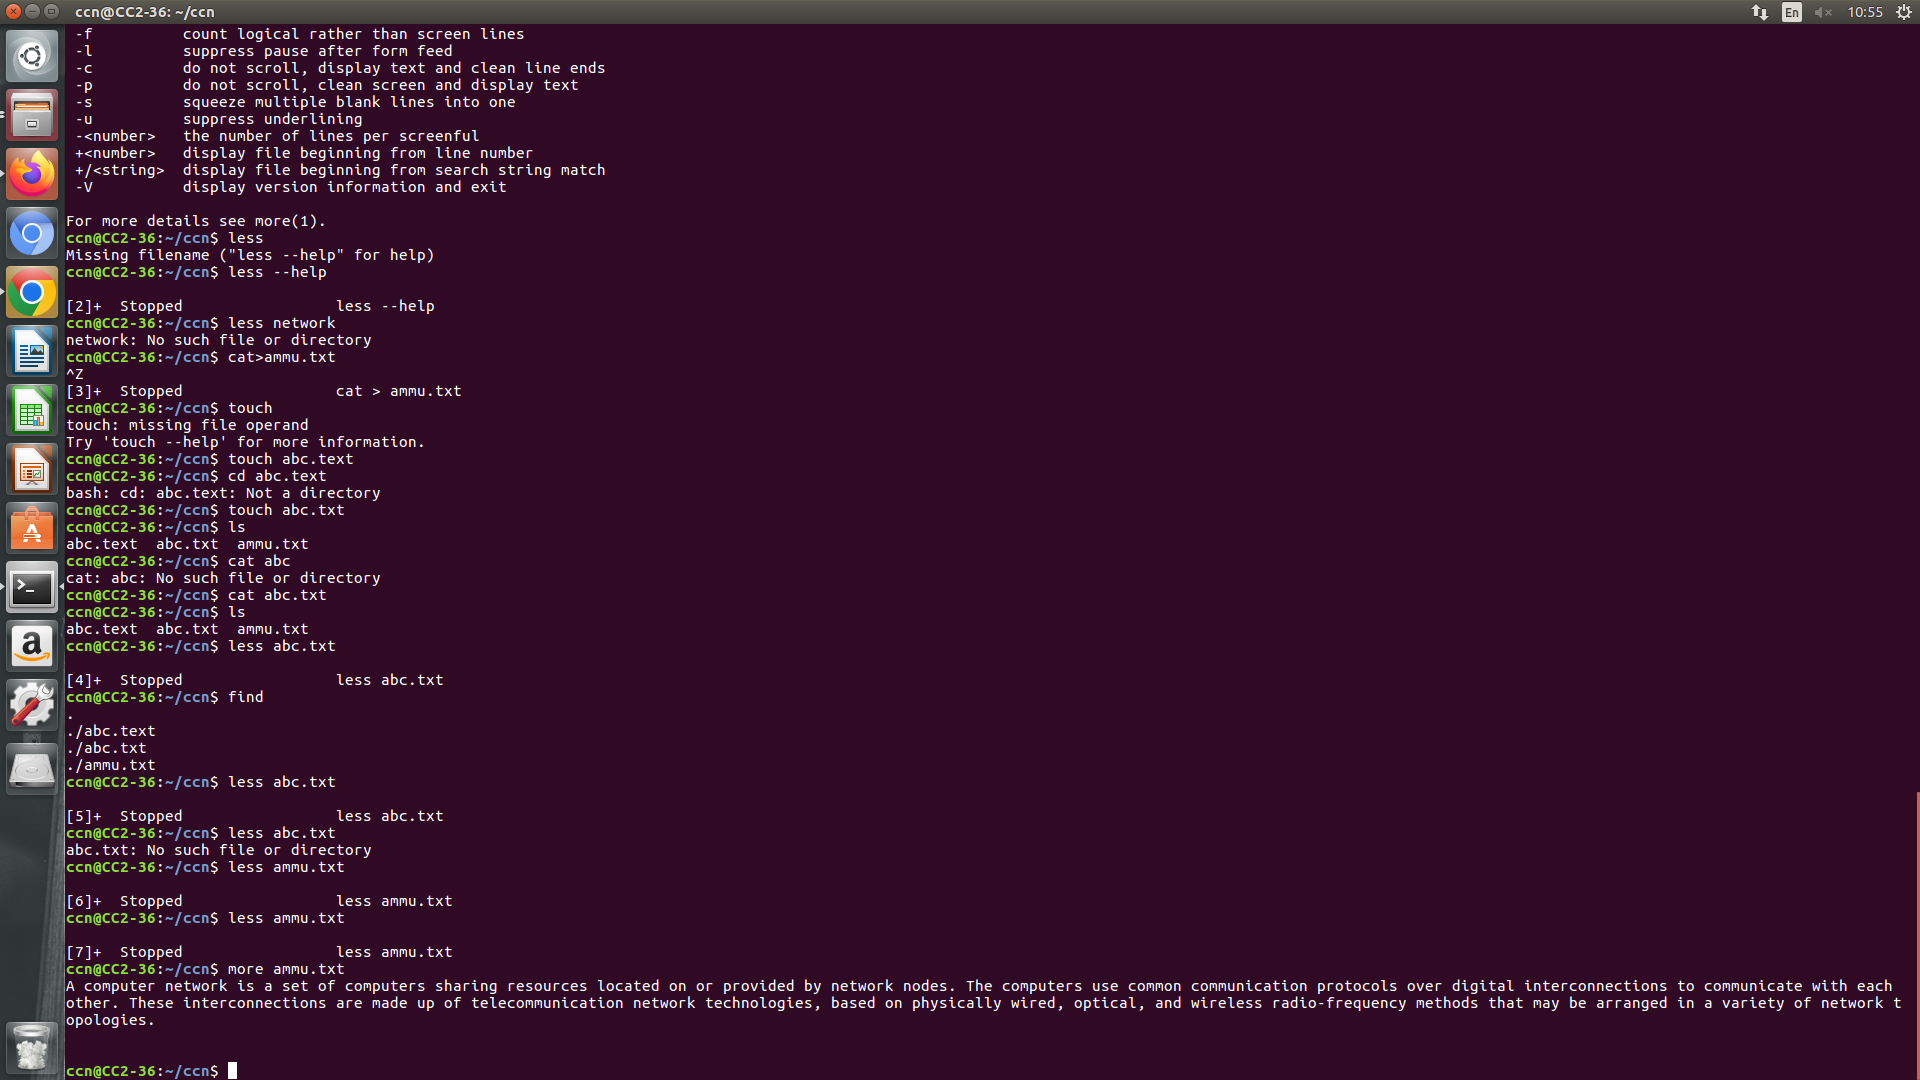 ccn@CC2-36: ~/ccn
En
10:55
-f count logical rather than screen lines
-l suppress pause after form feed
-c do not scroll, display text and clean line ends
-p do not scroll, clean screen and display text
-s squeeze multiple blank lines into one
-u suppress underlining
-<number> the number of lines per screenful
+<number> display file beginning from line number
+/<string> display file beginning from search string match
-V display version information and exit
For more details see more(1).
ccn@CC2-36:~/ccn$ less
Missing filename ("less --help" for help)
ccn@CC2-36:~/ccn$ less --help
[2]+ Stopped less --help
ccn@CC2-36:~/ccn$ less network
network: No such file or directory
ccn@CC2-36:~/ccn$ cat>ammu.txt
^Z
[3]+ Stopped cat > ammu.txt
ccn@CC2-36:~/ccn$ touch
touch: missing file operand
Try 'touch --help' for more information.
ccn@CC2-36:~/ccn$ touch abc.text
ccn@CC2-36:~/ccn$ cd abc.text
bash: cd: abc.text: Not a directory
ccn@CC2-36:~/ccn$ touch abc.txt
ccn@CC2-36:~/ccn$ ls
abc.text abc.txt ammu.txt
ccn@CC2-36:~/ccn$ cat abc
cat: abc: No such file or directory
ccn@CC2-36:~/ccn$ cat abc.txt
ccn@CC2-36:~/ccn$ ls
abc.text abc.txt ammu.txt
ccn@CC2-36:~/ccn$ less abc.txt
[4]+ Stopped less abc.txt
ccn@CC2-36:~/ccn$ find
.
./abc.text
./abc.txt
./ammu.txt
ccn@CC2-36:~/ccn$ less abc.txt
[5]+ Stopped less abc.txt
ccn@CC2-36:~/ccn$ less abc.txt
abc.txt: No such file or directory
ccn@CC2-36:~/ccn$ less ammu.txt
[6]+ Stopped less ammu.txt
ccn@CC2-36:~/ccn$ less ammu.txt
[7]+ Stopped less ammu.txt
ccn@CC2-36:~/ccn$ more ammu.txt
A computer network is a set of computers sharing resources located on or provided by network nodes. The computers use common communication protocols over digital interconnections to communicate with each
other. These interconnections are made up of telecommunication network technologies, based on physically wired, optical, and wireless radio-frequency methods that may be arranged in a variety of network t
opologies.
ccn@CC2-36:~/ccn$